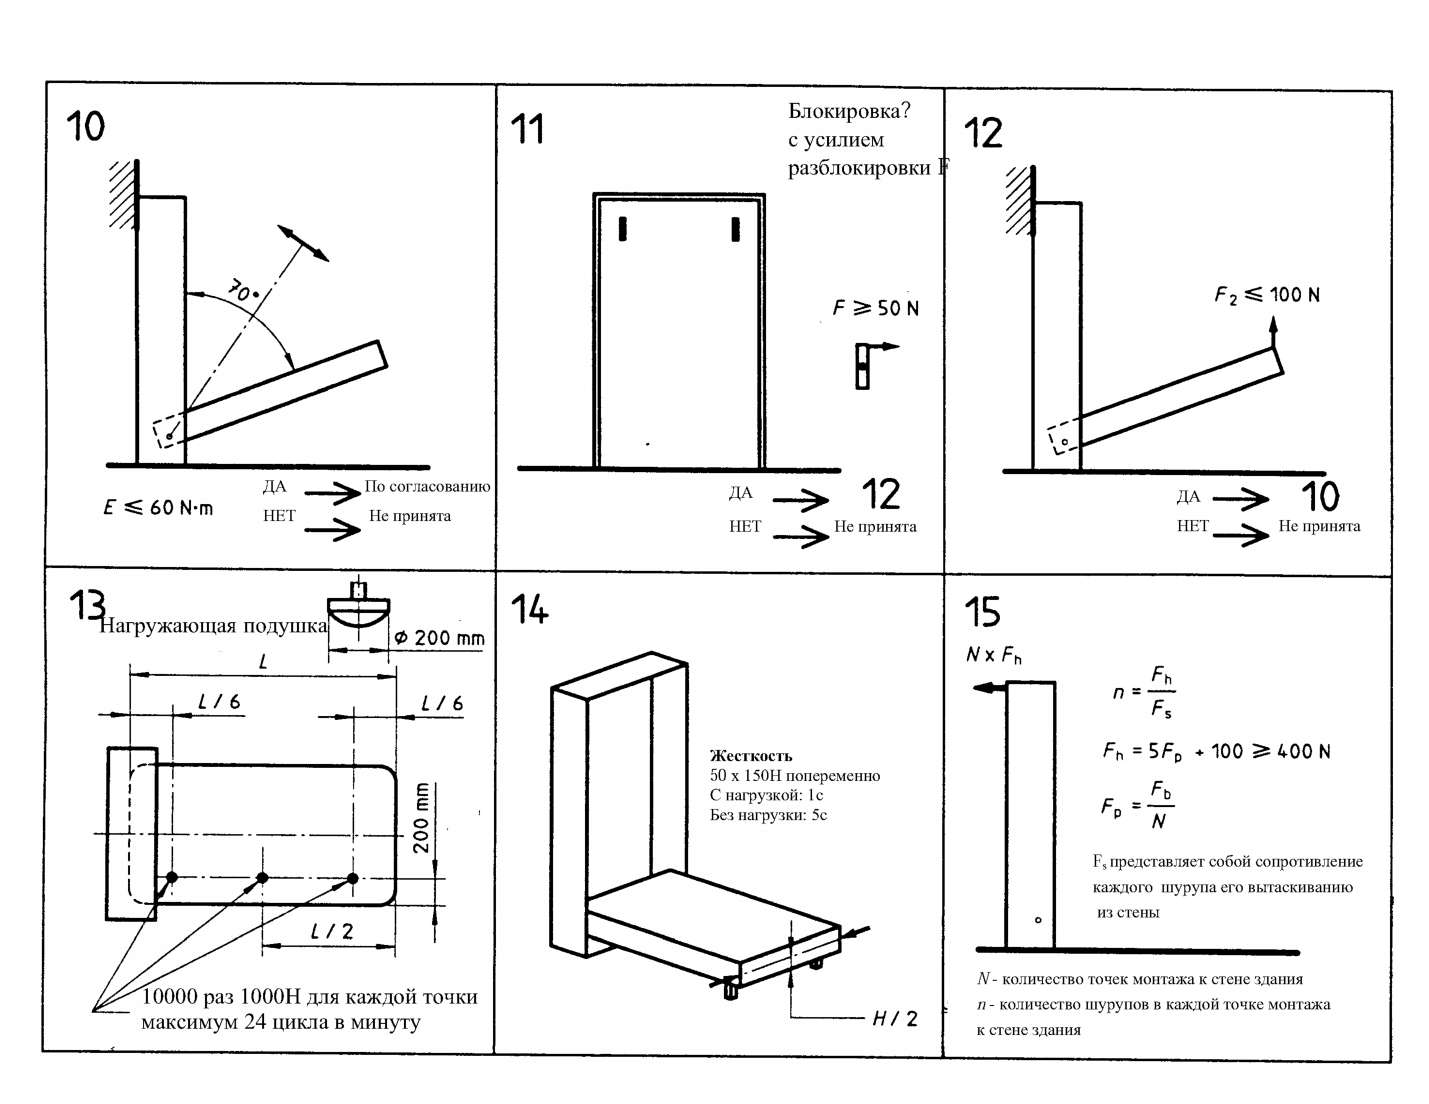 10
70°
E ⩽ 60 N·m
ДА По согласованию
НЕТ Не принята
11
Блокировка?
с усилием
разблокировки F
F ⩾ 50 N
ДА 12
НЕТ Не принята
12
F₂ ⩽ 100 N
ДА 10
НЕТ Не принята
13
Нагружающая подушка
ϕ 200 mm
L
L / 6
L / 6
200 mm
L / 2
10000 раз 1000Н для каждой точки
максимум 24 цикла в минуту
14
Жесткость
50 х 150Н попеременно
С нагрузкой: 1с
Без нагрузки: 5с
H / 2
15
N x Fₕ
n = Fₕ / Fₛ
Fₕ = 5Fₚ + 100 ⩾ 400 N
Fₚ = F_b / N
Fₛ представляет собой сопротивление
каждого шурупа его вытаскиванию
из стены
N - количество точек монтажа к стене здания
n - количество шурупов в каждой точке монтажа
к стене здания